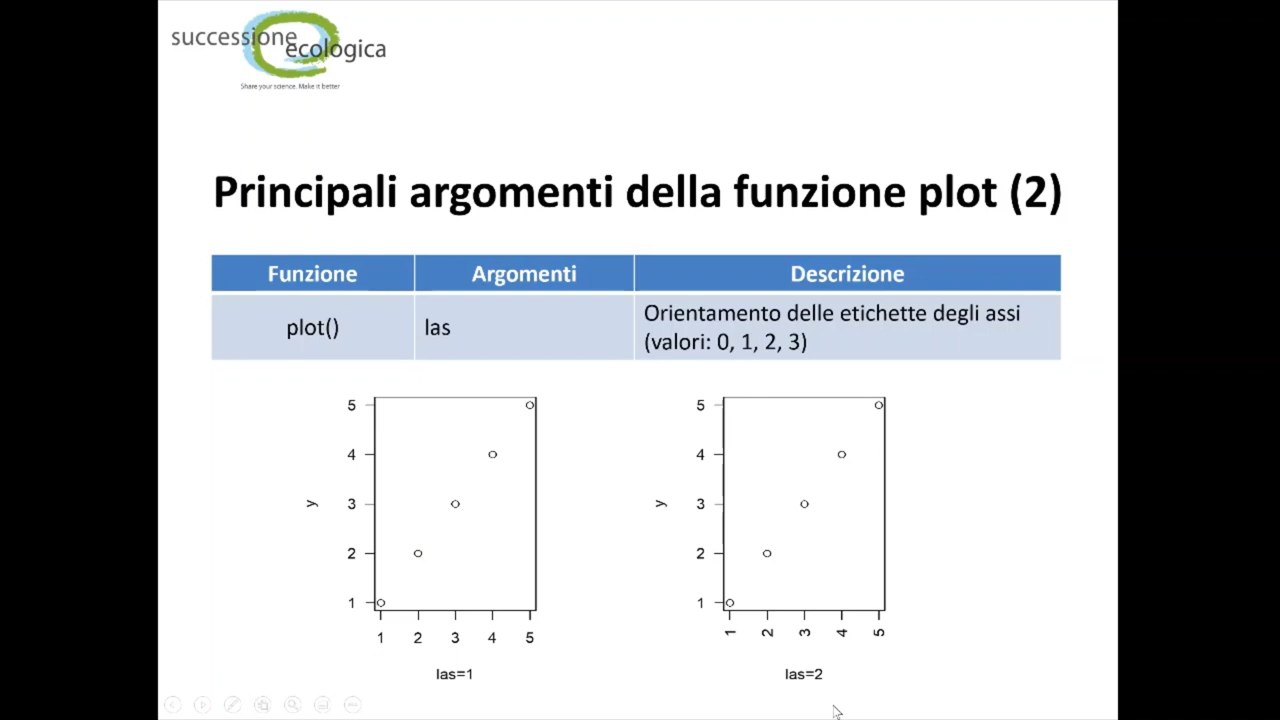 successione
ecologica
Share your science. Make it better
Principali argomenti della funzione plot (2)
Funzione Argomenti Descrizione
plot() las Orientamento delle etichette degli assi
(valori: 0, 1, 2, 3)
5
4
3
2
1
y
1 2 3 4 5
las=1
5
4
3
2
1
y
1 2 3 4 5
las=2